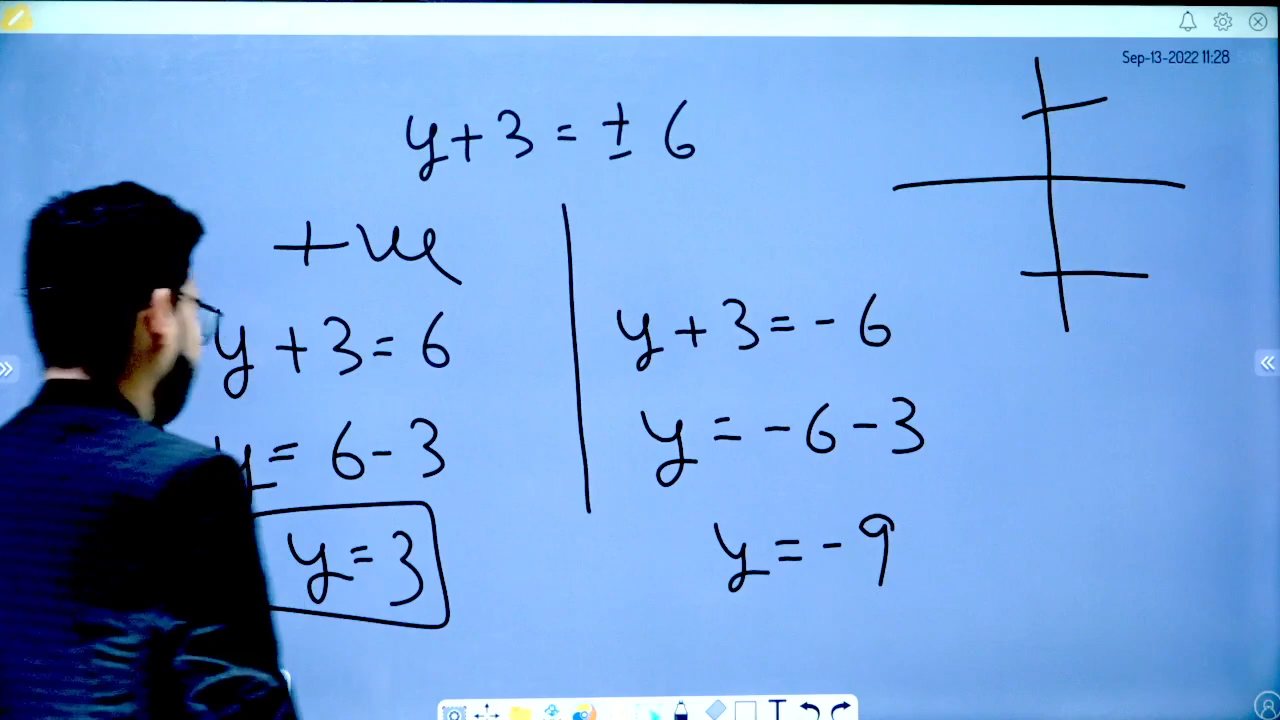 Sep-13-2022 11:28
y+3 = ± 6
+ve
y+3=6
y = 6-3
y=3
y+3=-6
y = -6-3
y = -9
T